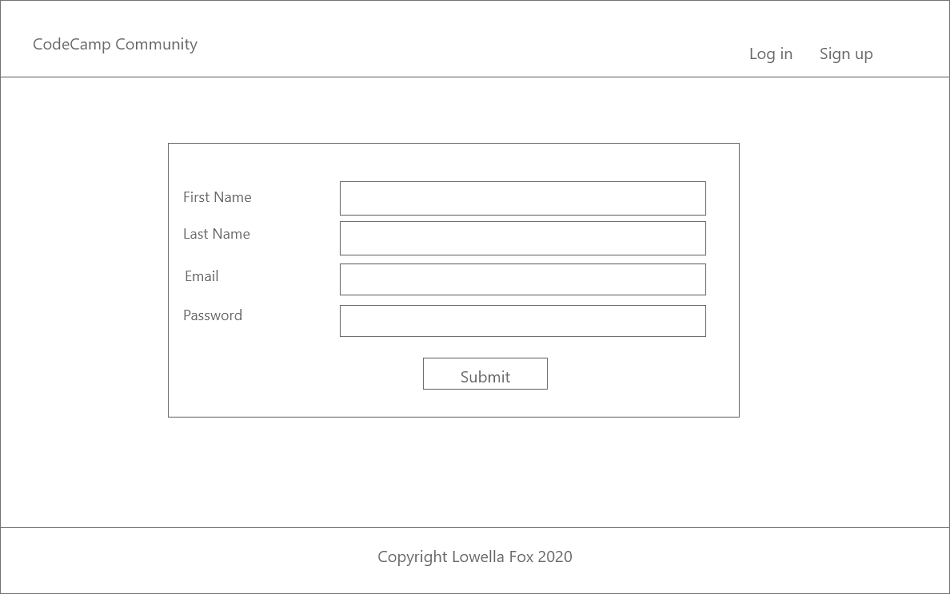 CodeCamp Community
Log in Sign up
First Name
Last Name
Email
Password
Submit
Copyright Lowella Fox 2020